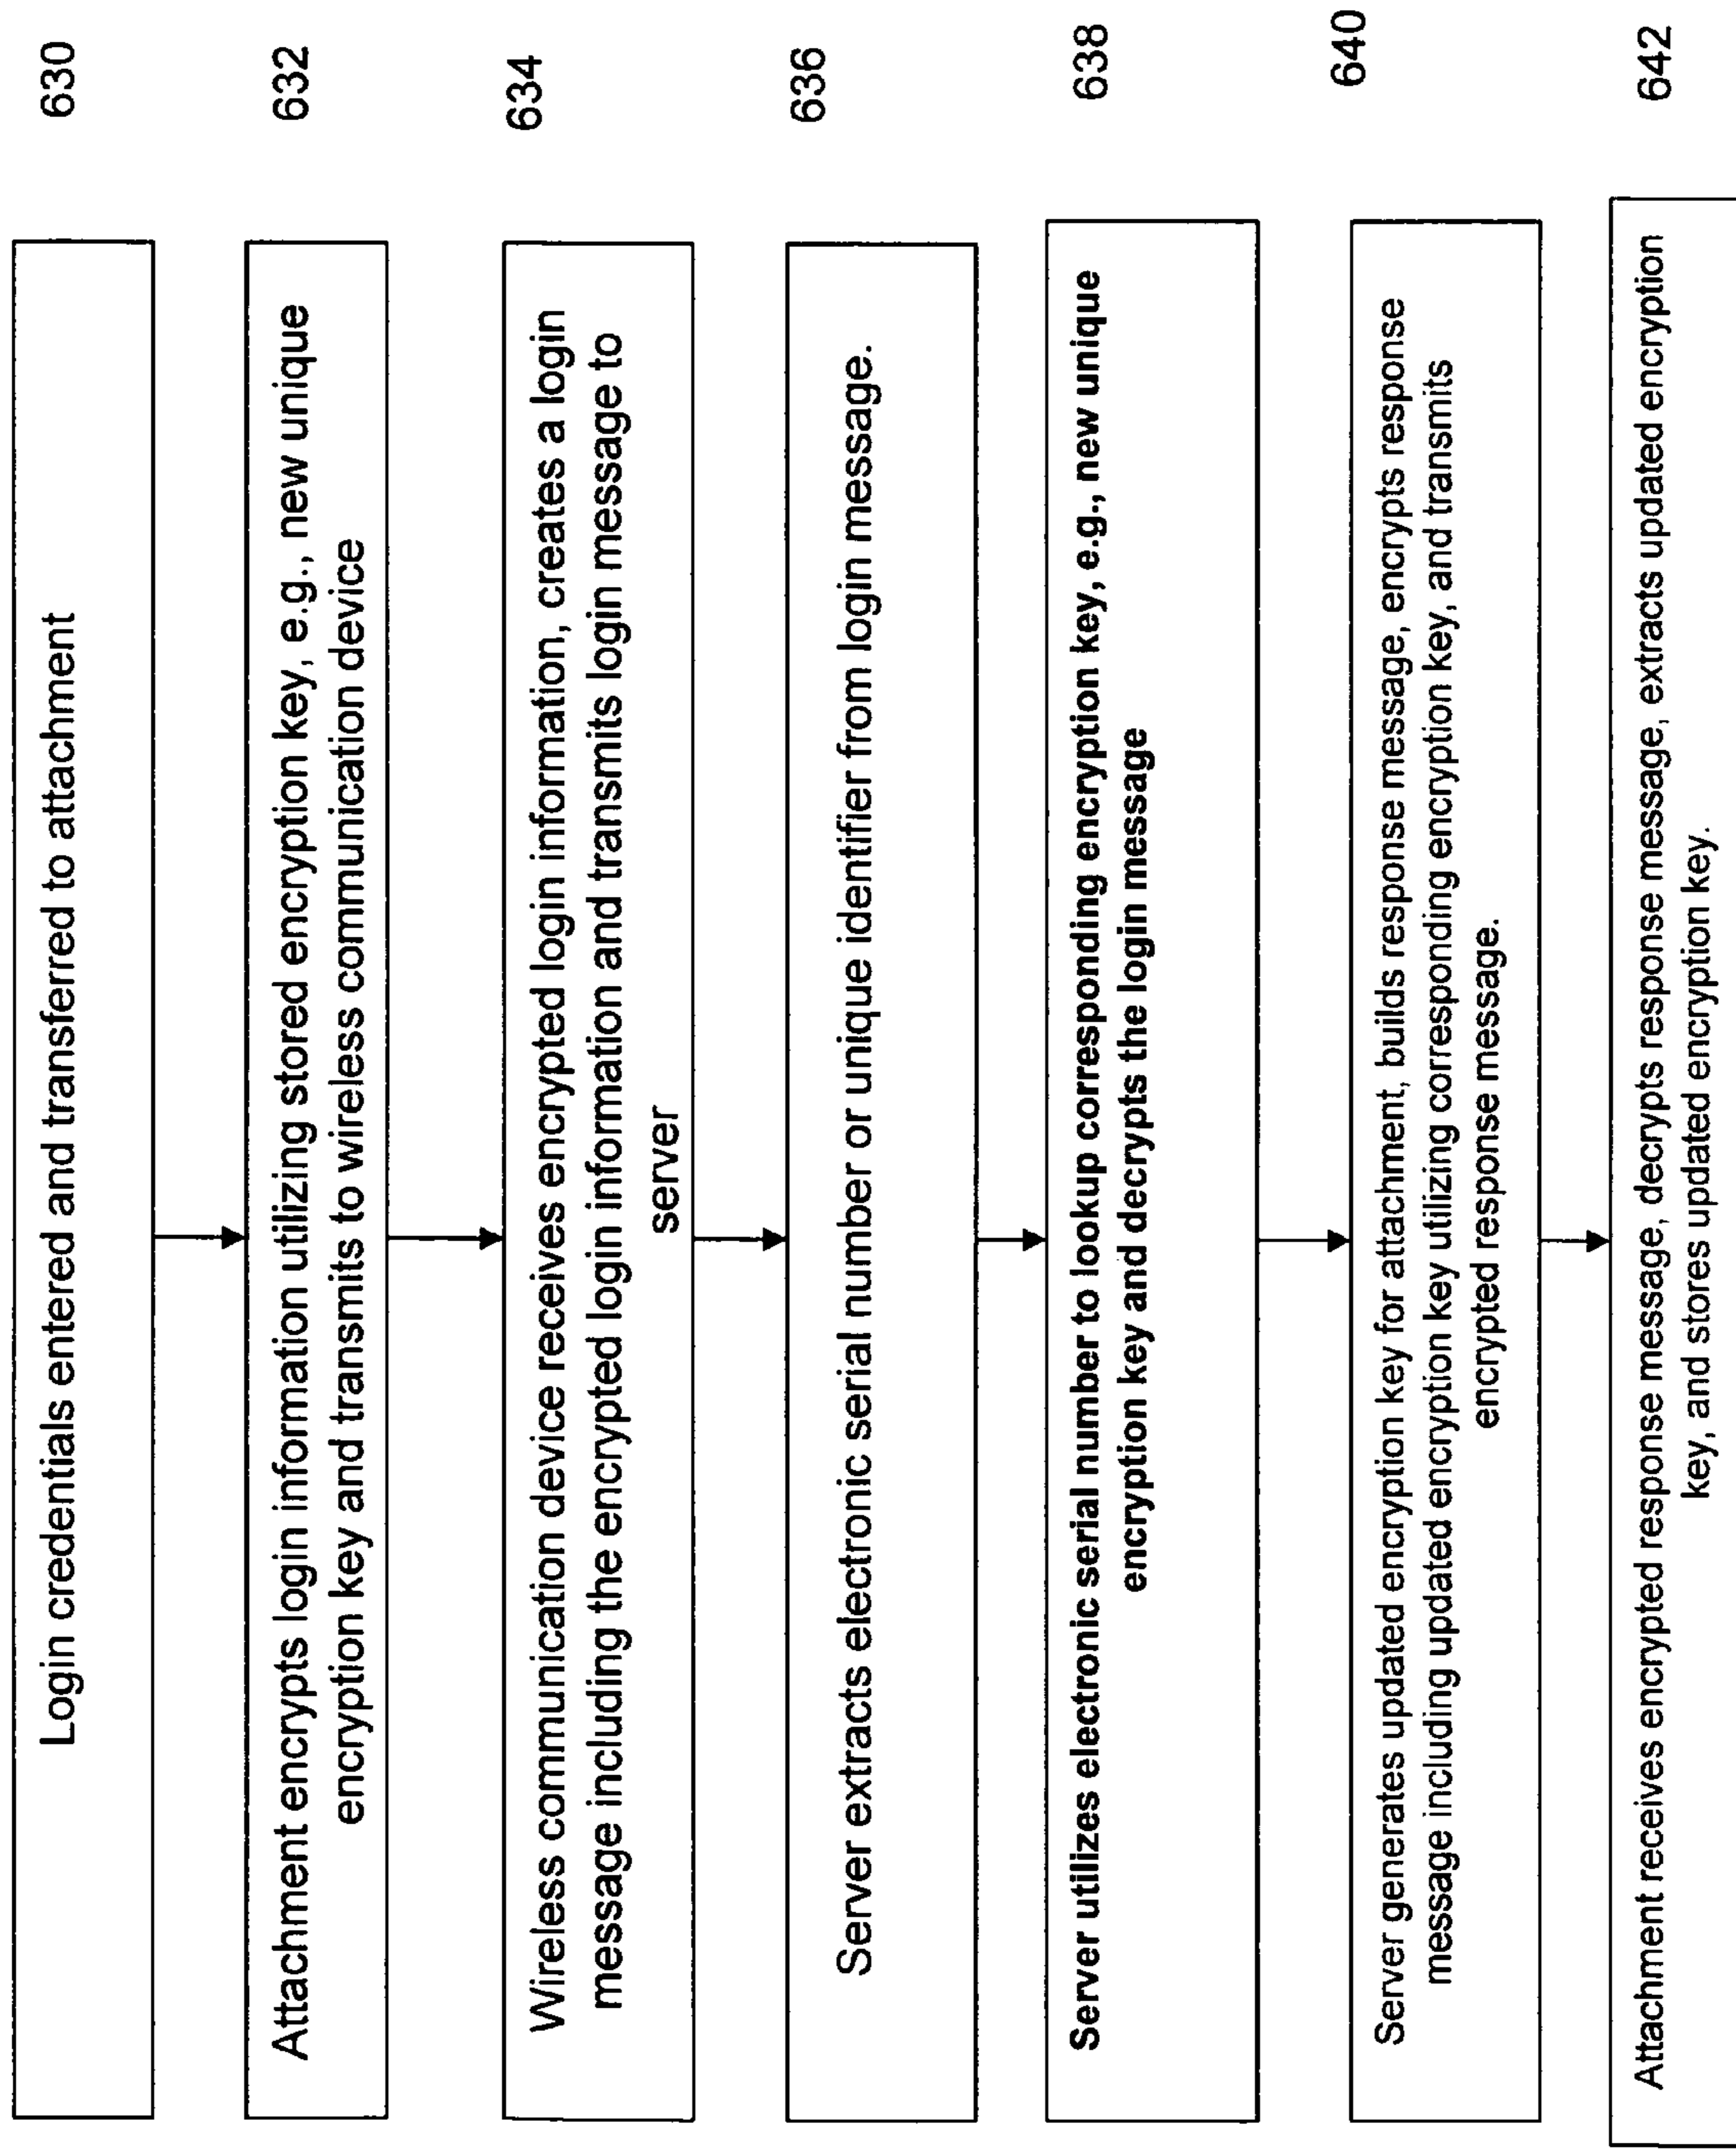 Login credentials entered and transferred to attachment
630
Attachment encrypts login information utilizing stored encryption key, e.g., new unique
encryption key and transmits to wireless communication device
632
Wireless communication device receives encrypted login information, creates a login
message including the encrypted login information and transmits login message to
server
634
Server extracts electronic serial number or unique identifier from login message.
636
Server utilizes electronic serial number to lookup corresponding encryption key, e.g., new unique
encryption key and decrypts the login message
638
Server generates updated encryption key for attachment, builds response message, encrypts response
message including updated encryption key utilizing corresponding encryption key, and transmits
encrypted response message.
640
Attachment receives encrypted response message, decrypts response message, extracts updated encryption
key, and stores updated encryption key.
642